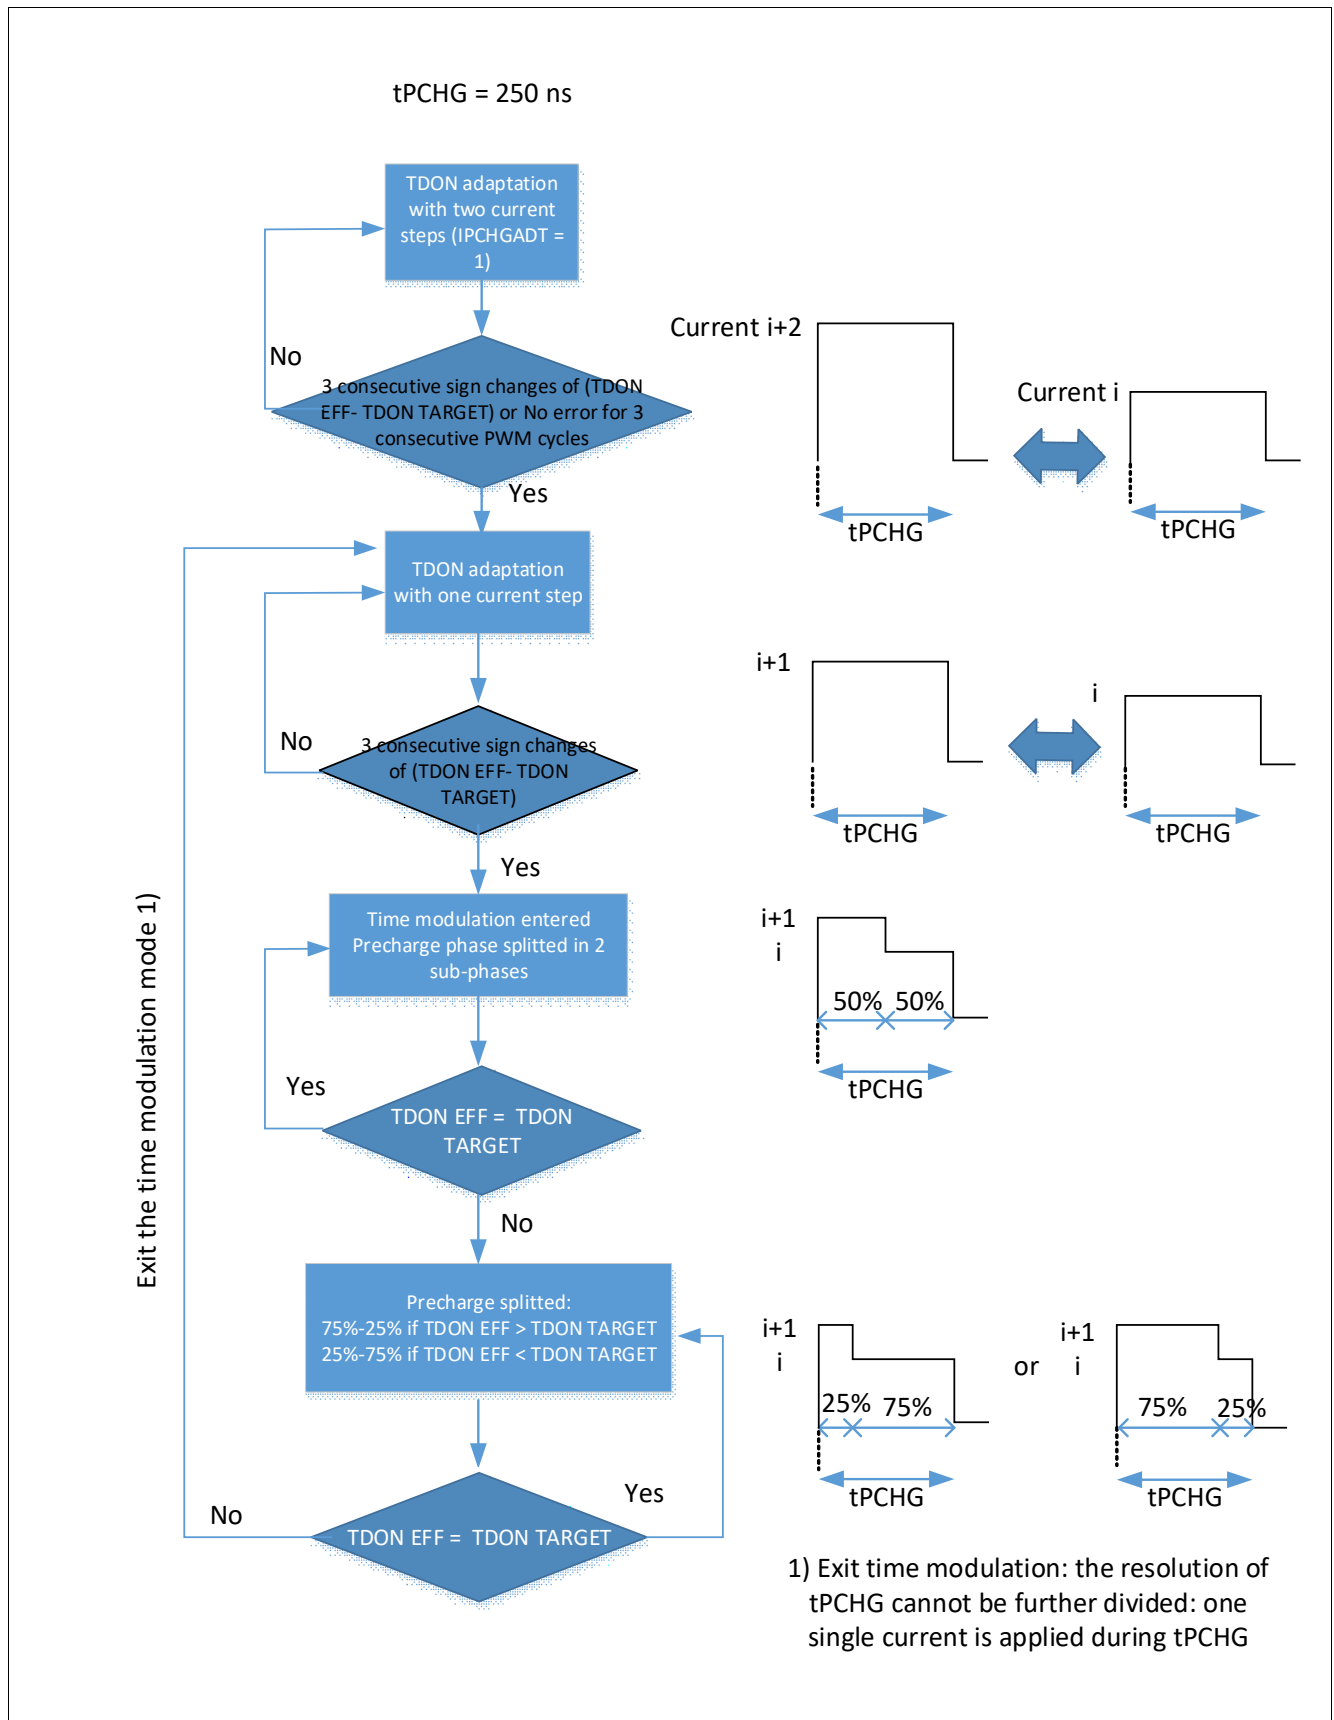 tPCHG = 250 ns
TDON adaptation
with two current
steps (IPCHGADT =
1)
No
3 consecutive sign changes of (TDON
EFF- TDON TARGET) or No error for 3
consecutive PWM cycles
Yes
Current i+2
tPCHG
Current i
tPCHG
TDON adaptation
with one current step
No
3 consecutive sign changes
of (TDON EFF- TDON
TARGET)
Yes
i+1
tPCHG
i
tPCHG
Time modulation entered
Precharge phase splitted in 2
sub-phases
Yes
TDON EFF = TDON
TARGET
No
i+1
i
50% 50%
tPCHG
Exit the time modulation mode 1)
Precharge splitted:
75%-25% if TDON EFF > TDON TARGET
25%-75% if TDON EFF < TDON TARGET
No
TDON EFF = TDON TARGET
Yes
i+1
i
25% 75%
tPCHG
or
i+1
i
75% 25%
tPCHG
1) Exit time modulation: the resolution of
tPCHG cannot be further divided: one
single current is applied during tPCHG